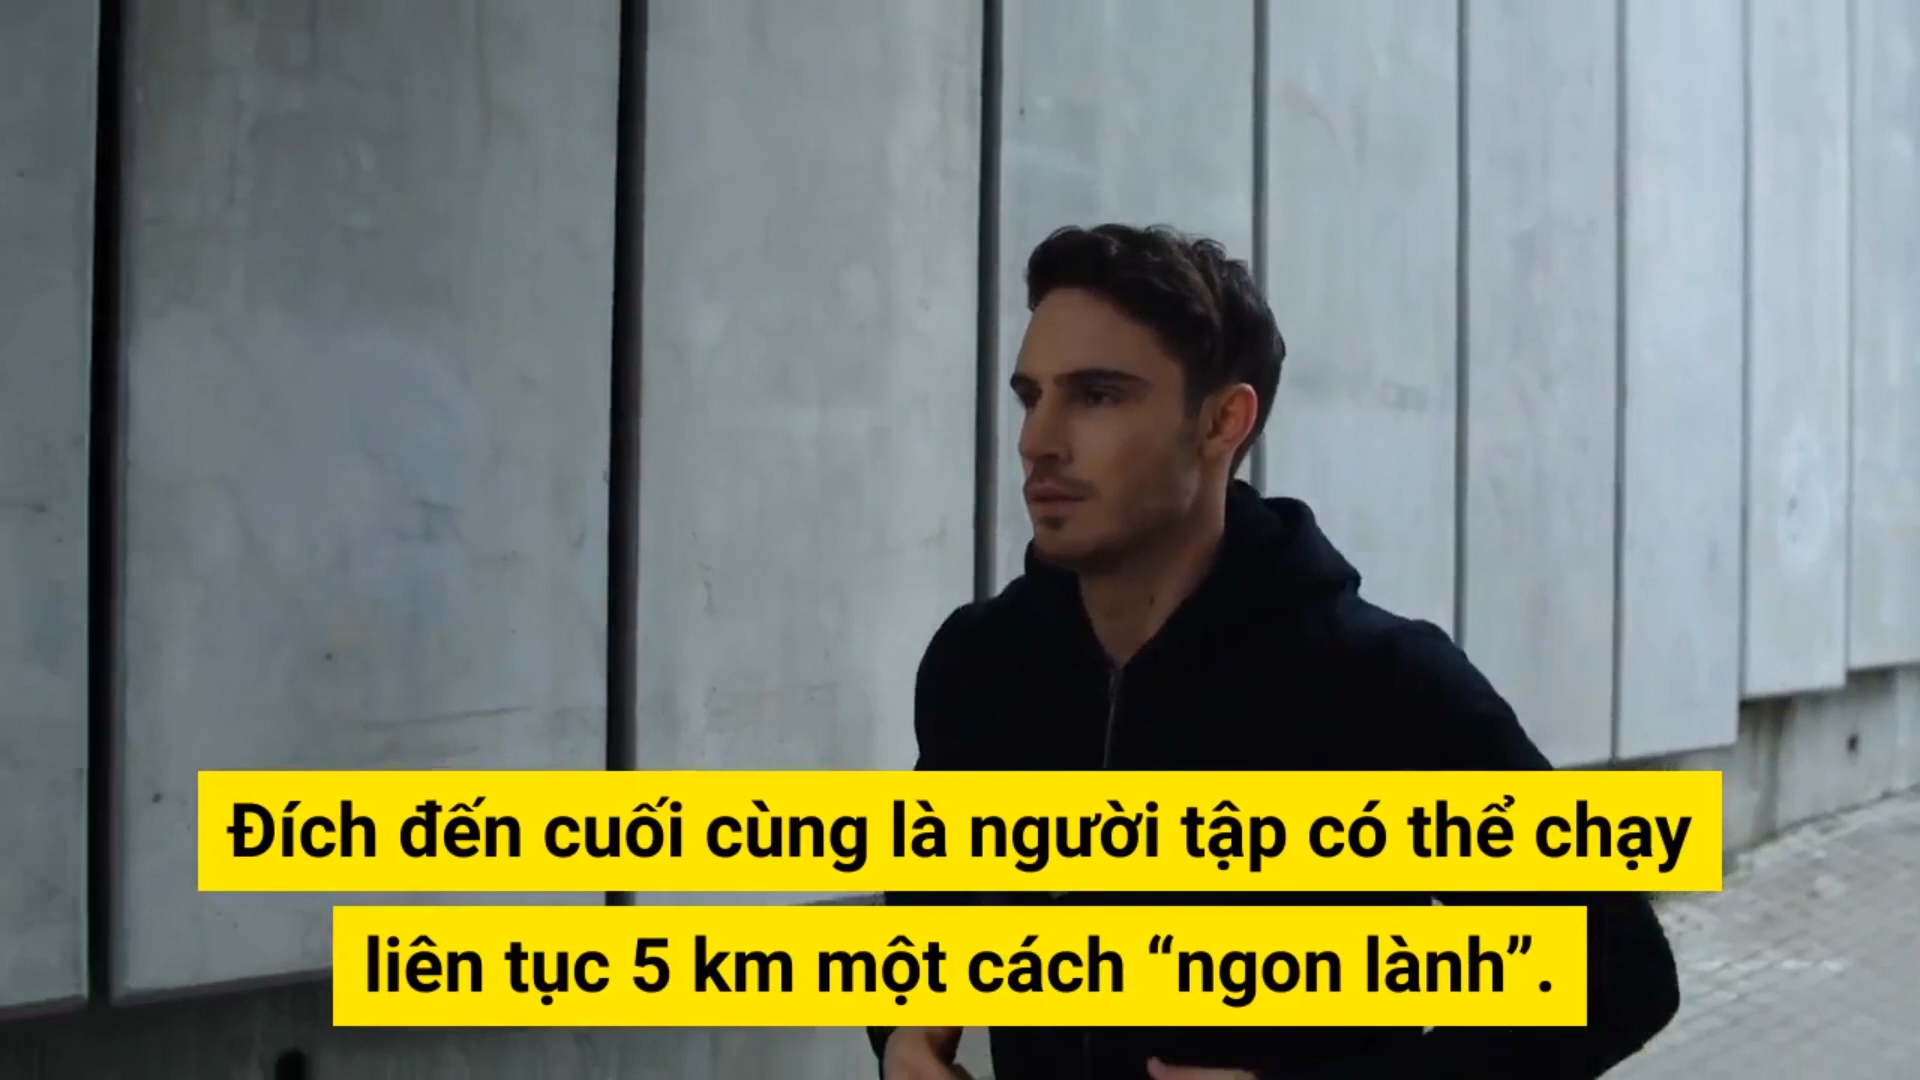 Đích đến cuối cùng là người tập có thể chạy
liên tục 5 km một cách “ngon lành”.